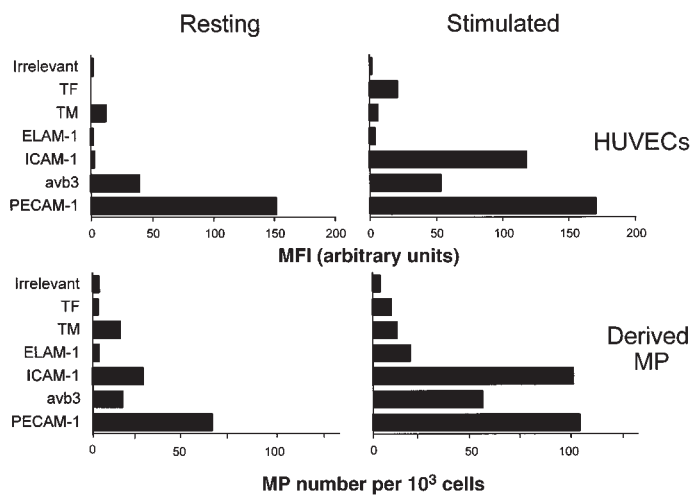 Resting Stimulated
Irrelevant
TF
TM
ELAM-1
ICAM-1
avb3
PECAM-1
HUVECs
0 50 100 150 200 0 50 100 150 200
MFI (arbitrary units)
Irrelevant
TF
TM
ELAM-1
ICAM-1
avb3
PECAM-1
Derived
MP
0 50 100 0 50 100
MP number per 10³ cells